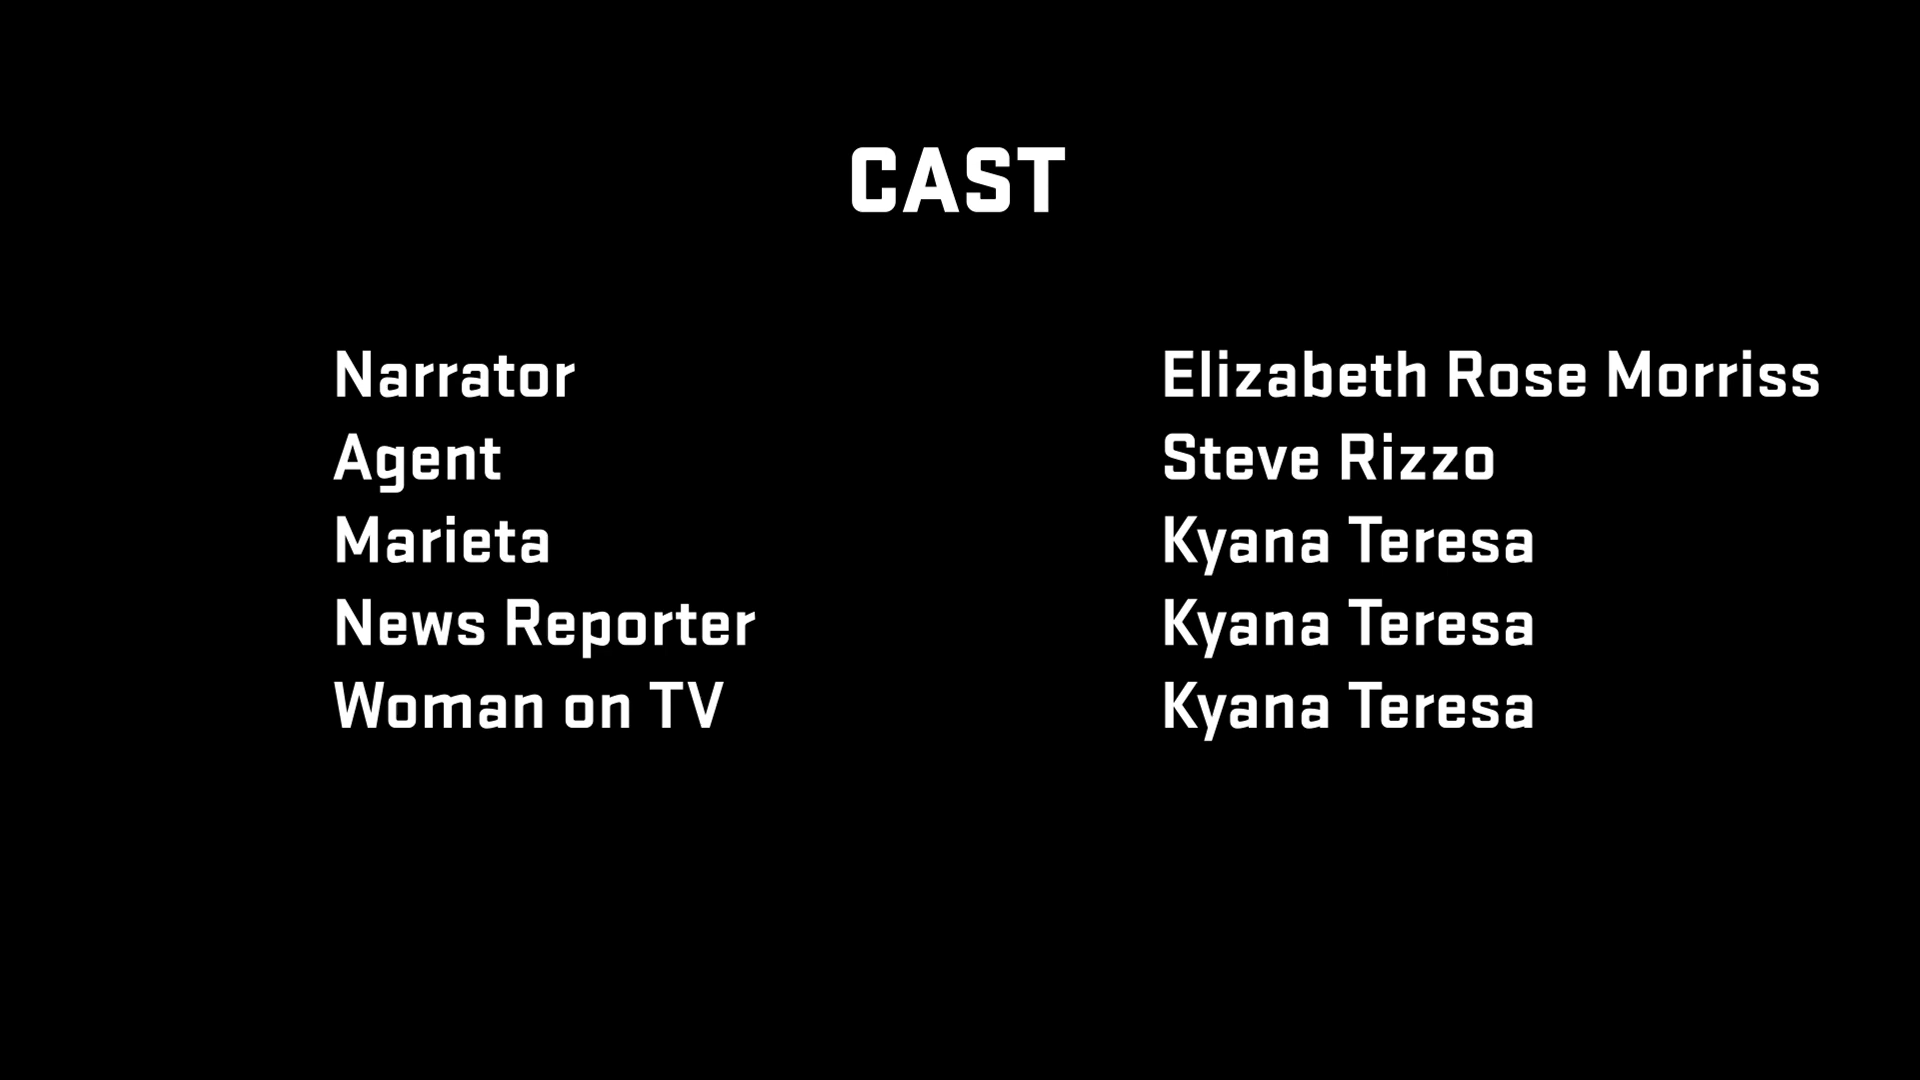 CAST
Narrator Elizabeth Rose Morriss
Agent Steve Rizzo
Marieta Kyana Teresa
News Reporter Kyana Teresa
Woman on TV Kyana Teresa